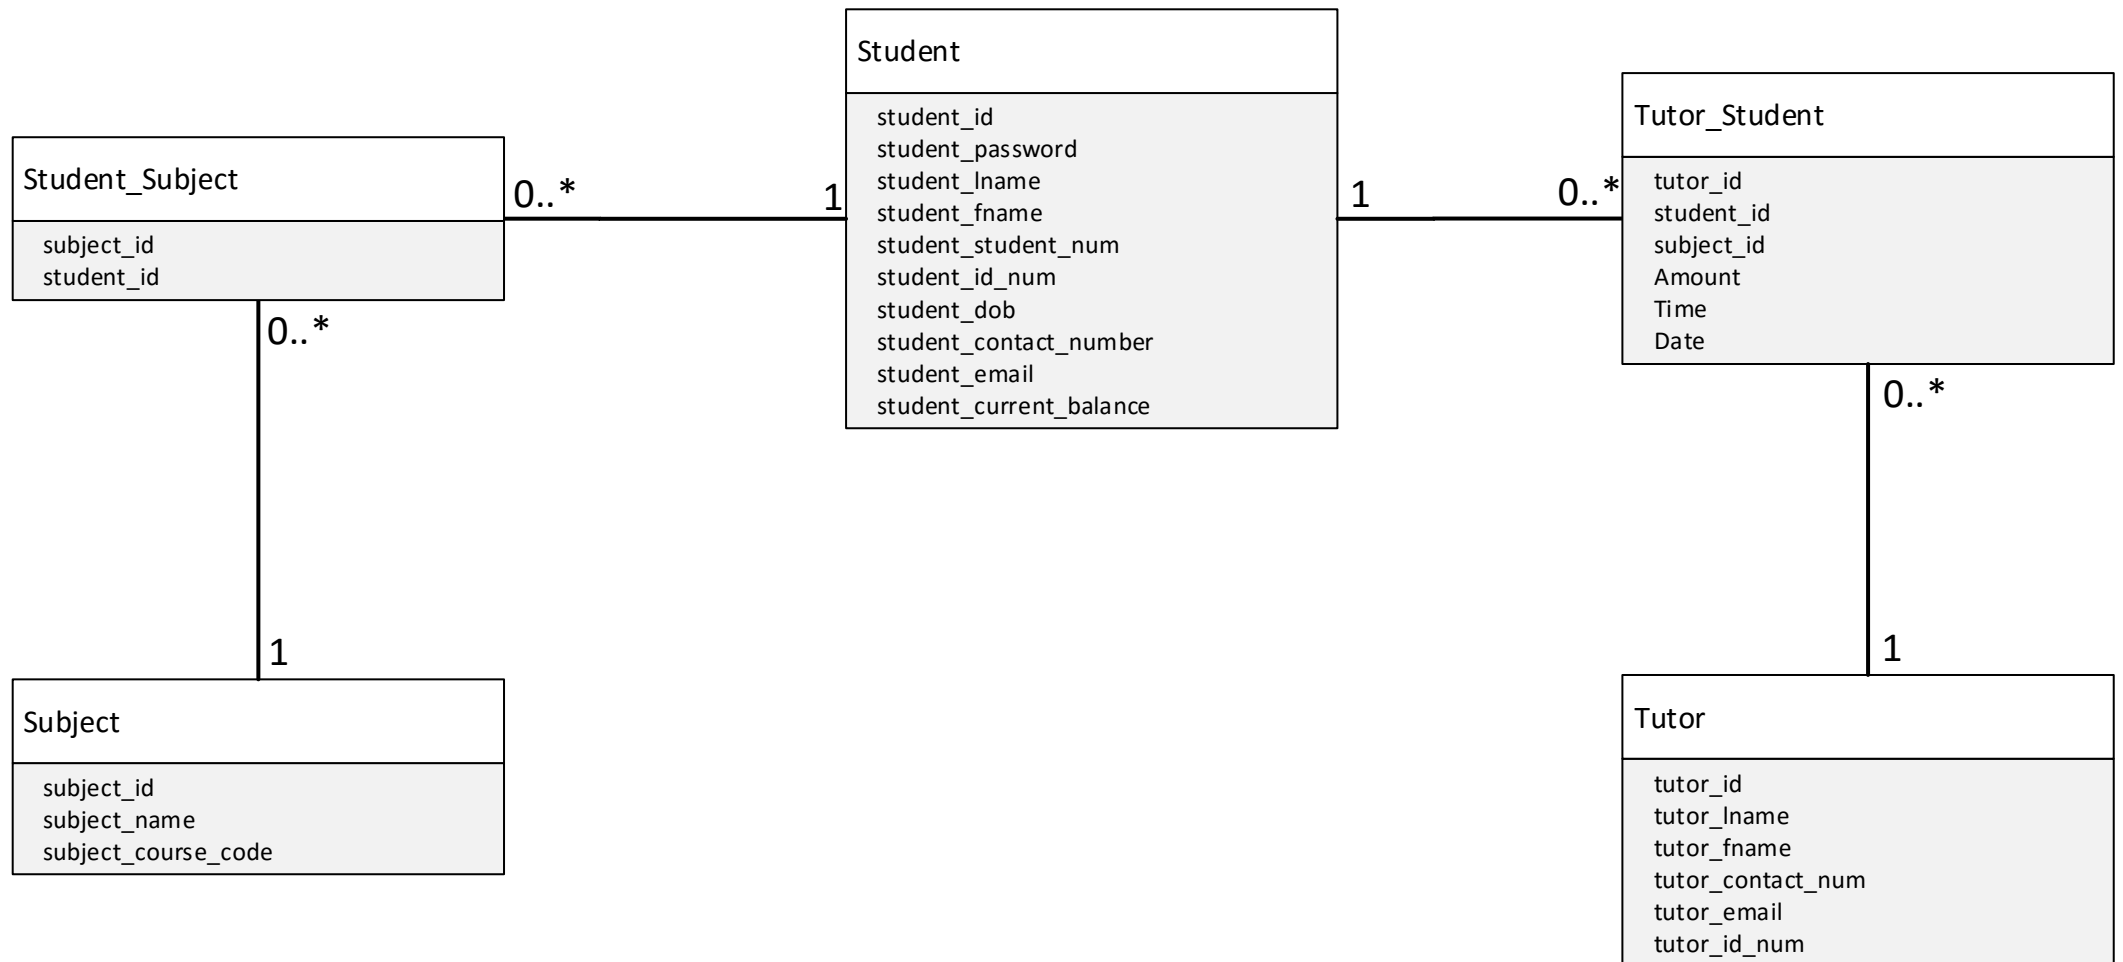 Student
student_id
student_password
student_lname
student_fname
student_student_num
student_id_num
student_dob
student_contact_number
student_email
student_current_balance
Tutor_Student
tutor_id
student_id
subject_id
Amount
Time
Date
Student_Subject
subject_id
student_id
0..*
1
1
0..*
0..*
1
0..*
1
Subject
subject_id
subject_name
subject_course_code
Tutor
tutor_id
tutor_lname
tutor_fname
tutor_contact_num
tutor_email
tutor_id_num